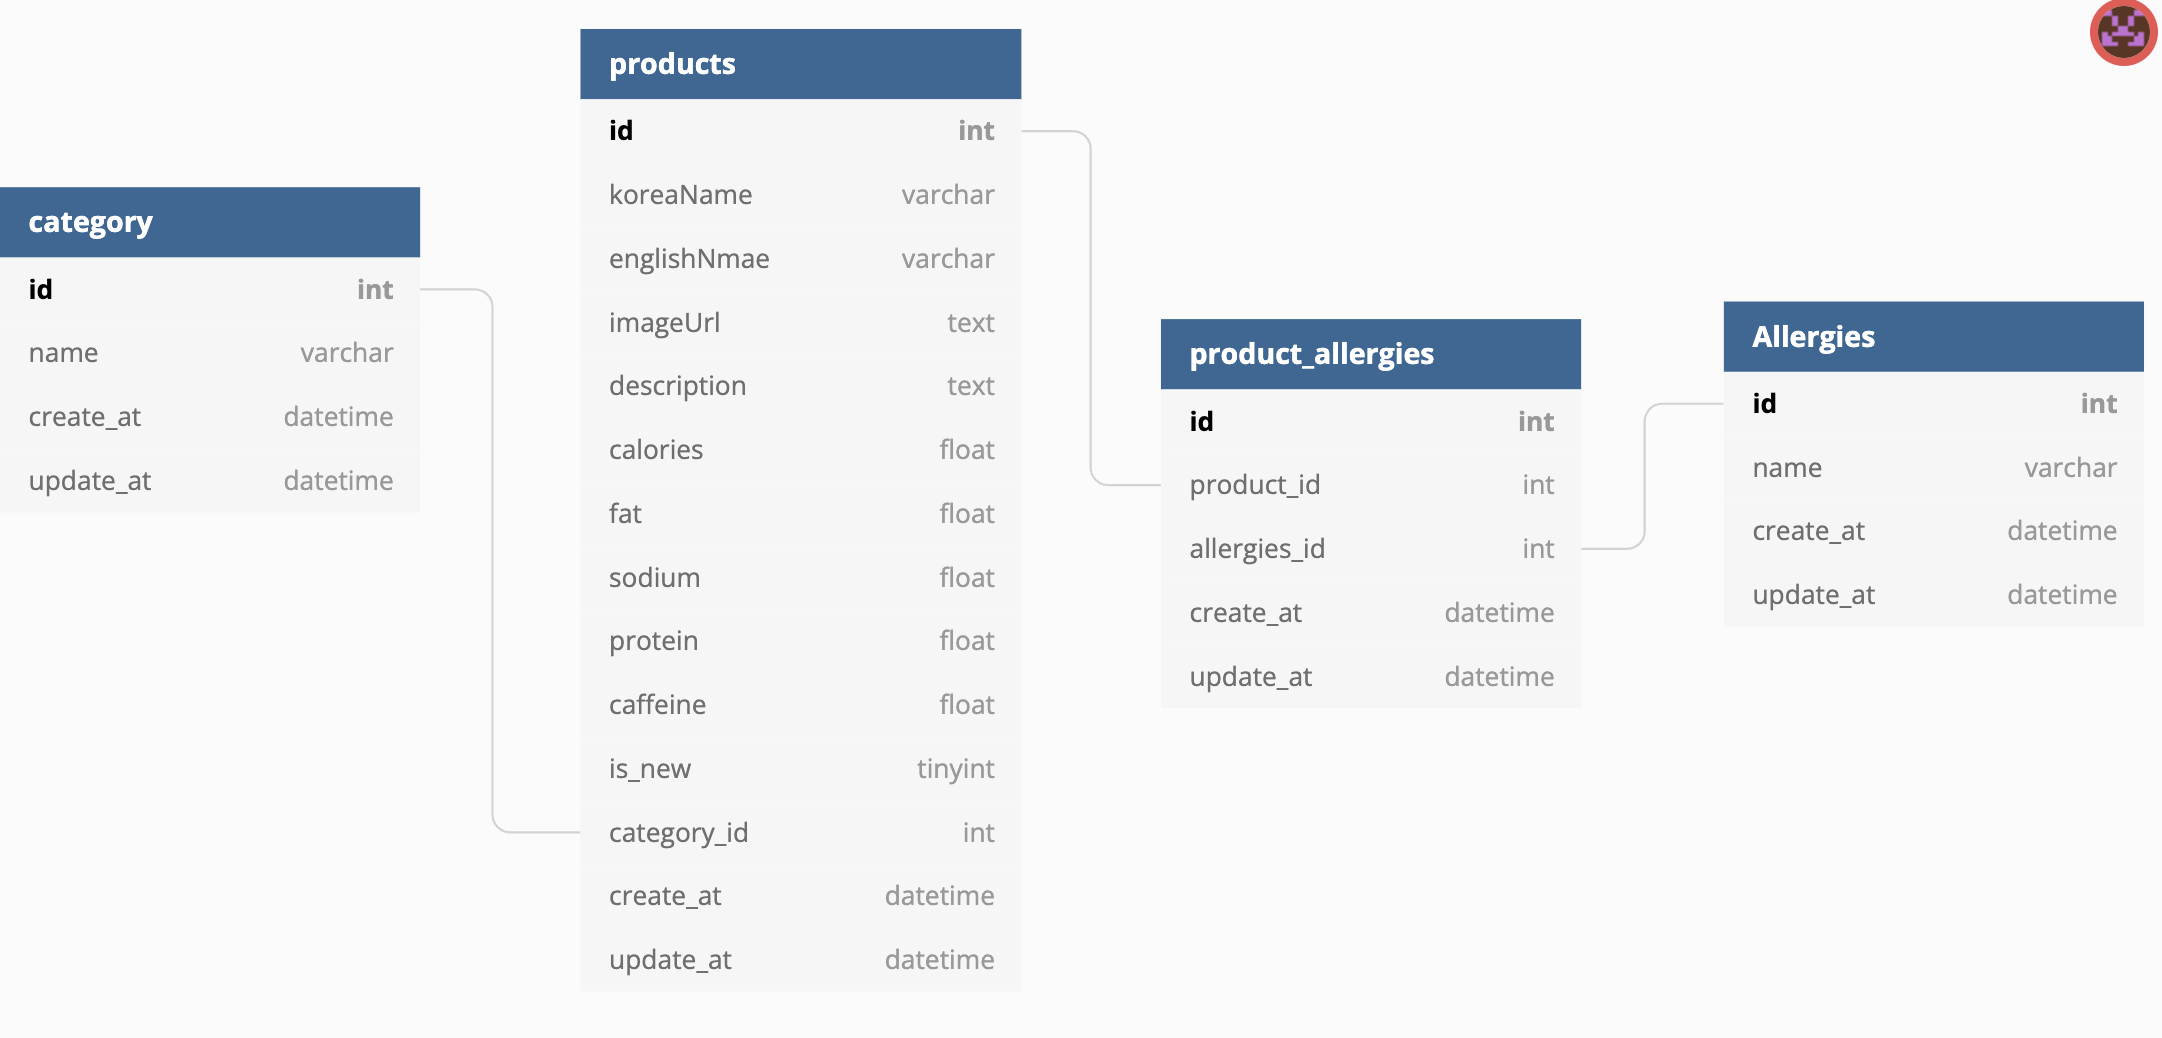 category
id int
name varchar
create_at datetime
update_at datetime
products
id int
koreaName varchar
englishNmae varchar
imageUrl text
description text
calories float
fat float
sodium float
protein float
caffeine float
is_new tinyint
category_id int
create_at datetime
update_at datetime
product_allergies
id int
product_id int
allergies_id int
create_at datetime
update_at datetime
Allergies
id int
name varchar
create_at datetime
update_at datetime